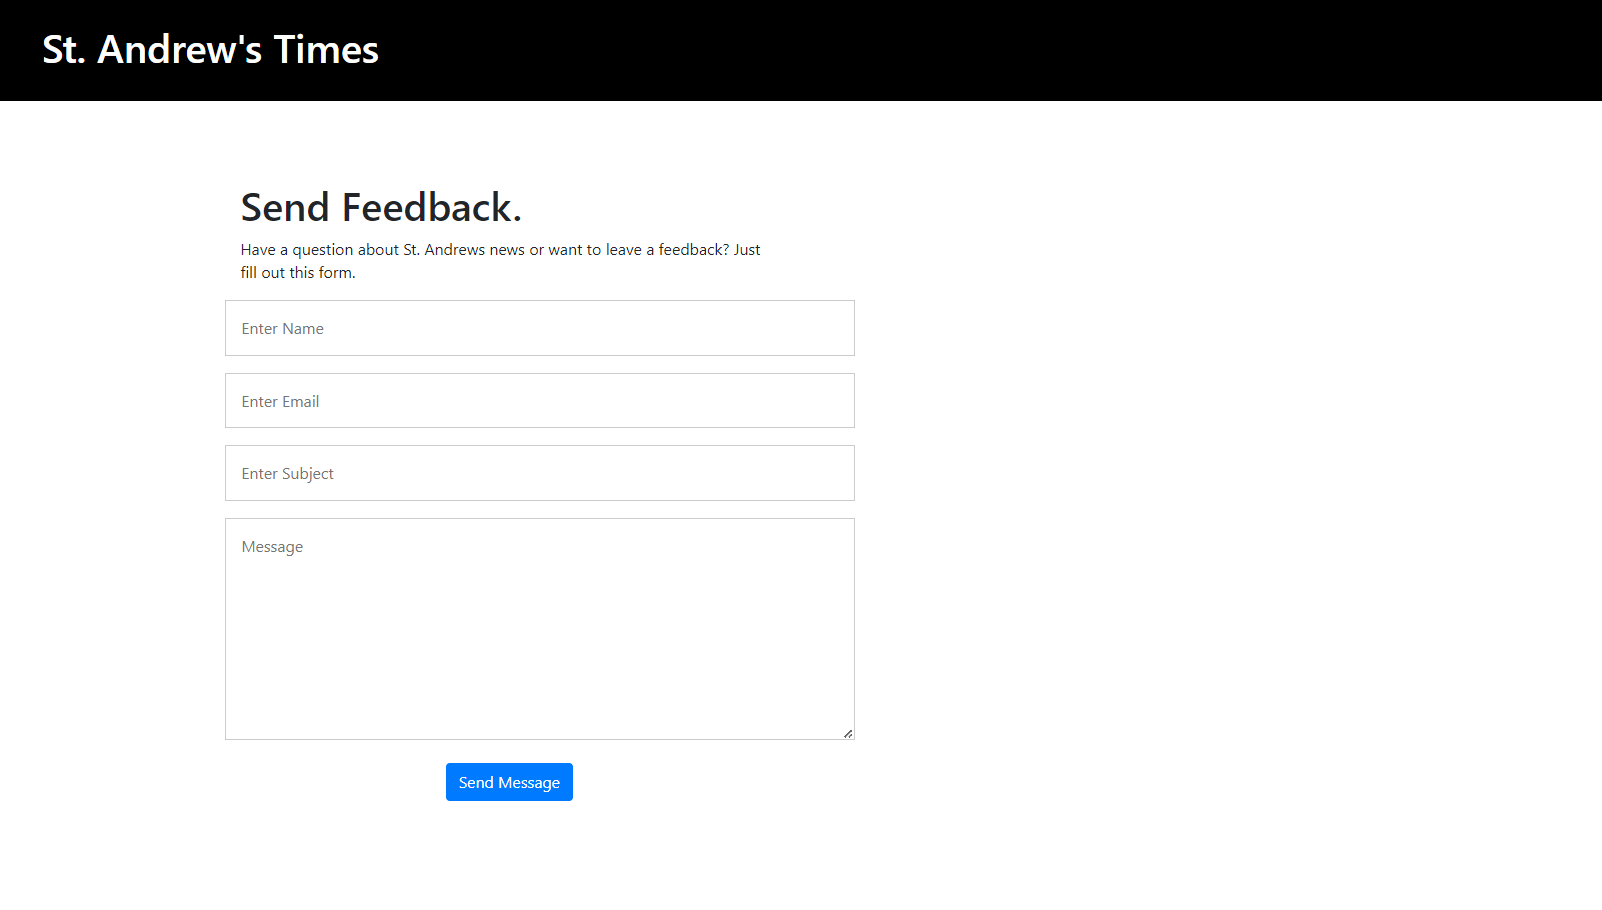 St. Andrew's Times
Send Feedback.
Have a question about St. Andrews news or want to leave a feedback? Just
fill out this form.
Enter Name
Enter Email
Enter Subject
Message
Send Message